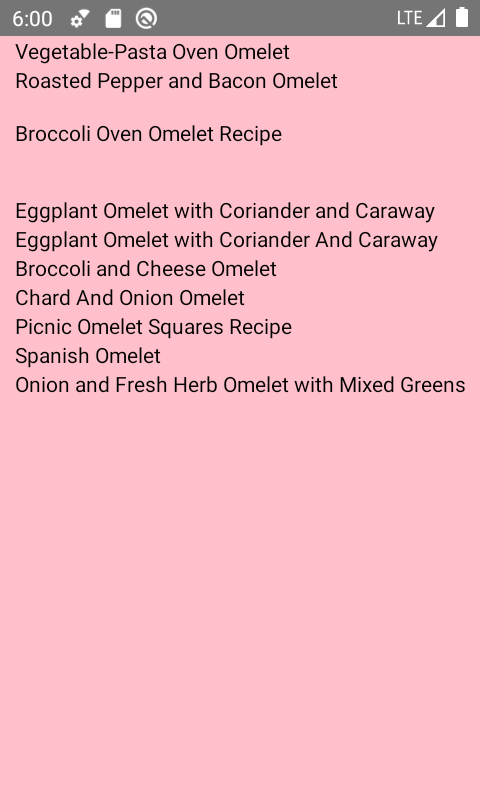 6:00 LTE
Vegetable-Pasta Oven Omelet
Roasted Pepper and Bacon Omelet
Broccoli Oven Omelet Recipe
Eggplant Omelet with Coriander and Caraway
Eggplant Omelet with Coriander And Caraway
Broccoli and Cheese Omelet
Chard And Onion Omelet
Picnic Omelet Squares Recipe
Spanish Omelet
Onion and Fresh Herb Omelet with Mixed Greens